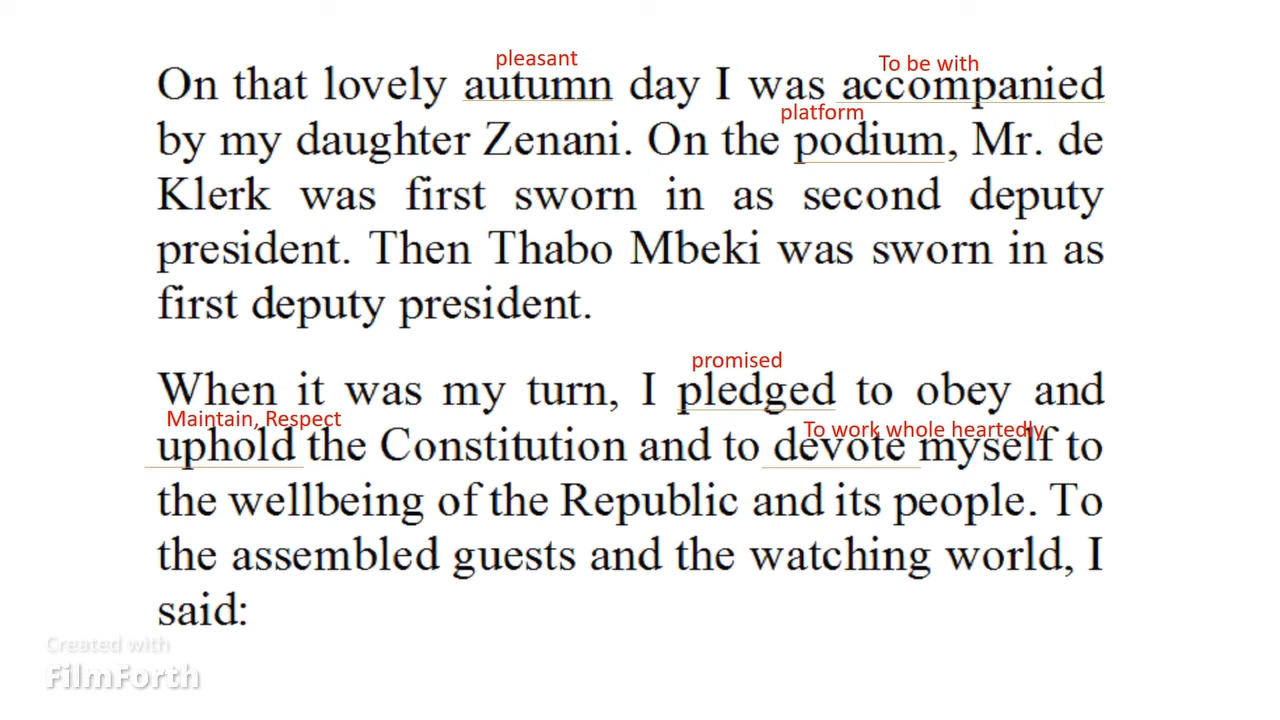 pleasant To be with
On that lovely autumn day I was accompanied
platform
by my daughter Zenani. On the podium, Mr. de
Klerk was first sworn in as second deputy
president. Then Thabo Mbeki was sworn in as
first deputy president.
promised
When it was my turn, I pledged to obey and
Maintain, Respect To work whole heartedly
uphold the Constitution and to devote myself to
the wellbeing of the Republic and its people. To
the assembled guests and the watching world, I
said:
Created with
FilmForth